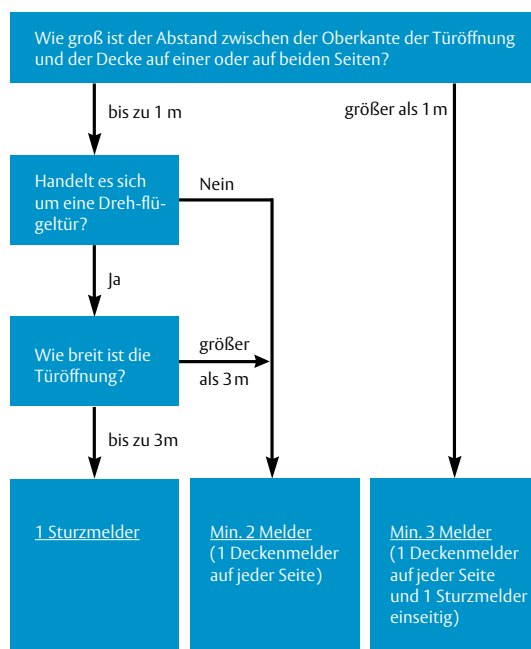 Wie groß ist der Abstand zwischen der Oberkante der Türöffnung
und der Decke auf einer oder auf beiden Seiten?
bis zu 1 m
größer als 1 m
Handelt es sich
um eine Dreh-flü-
geltür?
Nein
Ja
Wie breit ist die
Türöffnung?
größer
als 3 m
bis zu 3m
1 Sturzmelder
Min. 2 Melder
(1 Deckenmelder
auf jeder Seite)
Min. 3 Melder
(1 Deckenmelder
auf jeder Seite
und 1 Sturzmelder
einseitig)